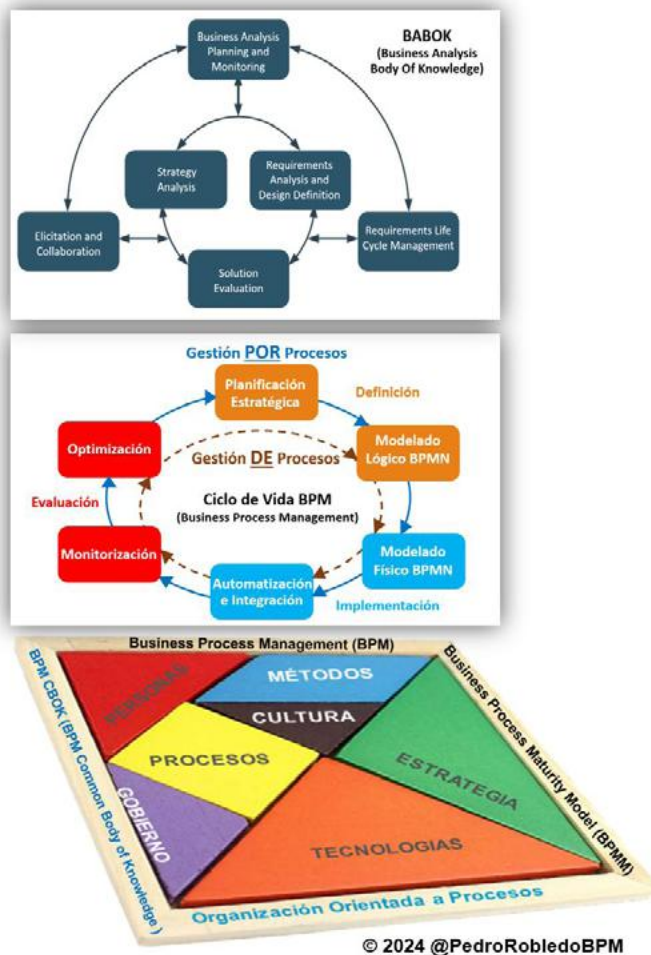 Business Analysis
Planning and
Monitoring
BABOK
(Business Analysis
Body Of Knowledge)
Strategy
Analysis
Requirements
Analysis and
Design Definition
Elicitation and
Collaboration
Requirements Life
Cycle Management
Solution
Evaluation
Gestión POR Procesos
Planificación
Estratégica
Definición
Optimización
Modelado
Lógico BPMN
Gestión DE Procesos
Evaluación
Ciclo de Vida BPM
(Business Process Management)
Monitorización
Modelado
Físico BPMN
Automatización
e Integración
Implementación
Business Process Management (BPM)
BPM CBOK (BPM Common Body of Knowledge )
Business Process Maturity Model (BPMM)
PERSONAS
MÉTODOS
CULTURA
PROCESOS
ESTRATEGIA
GOBIERNO
TECNOLOGIAS
Organización Orientada a Procesos
© 2024 @PedroRobledoBPM